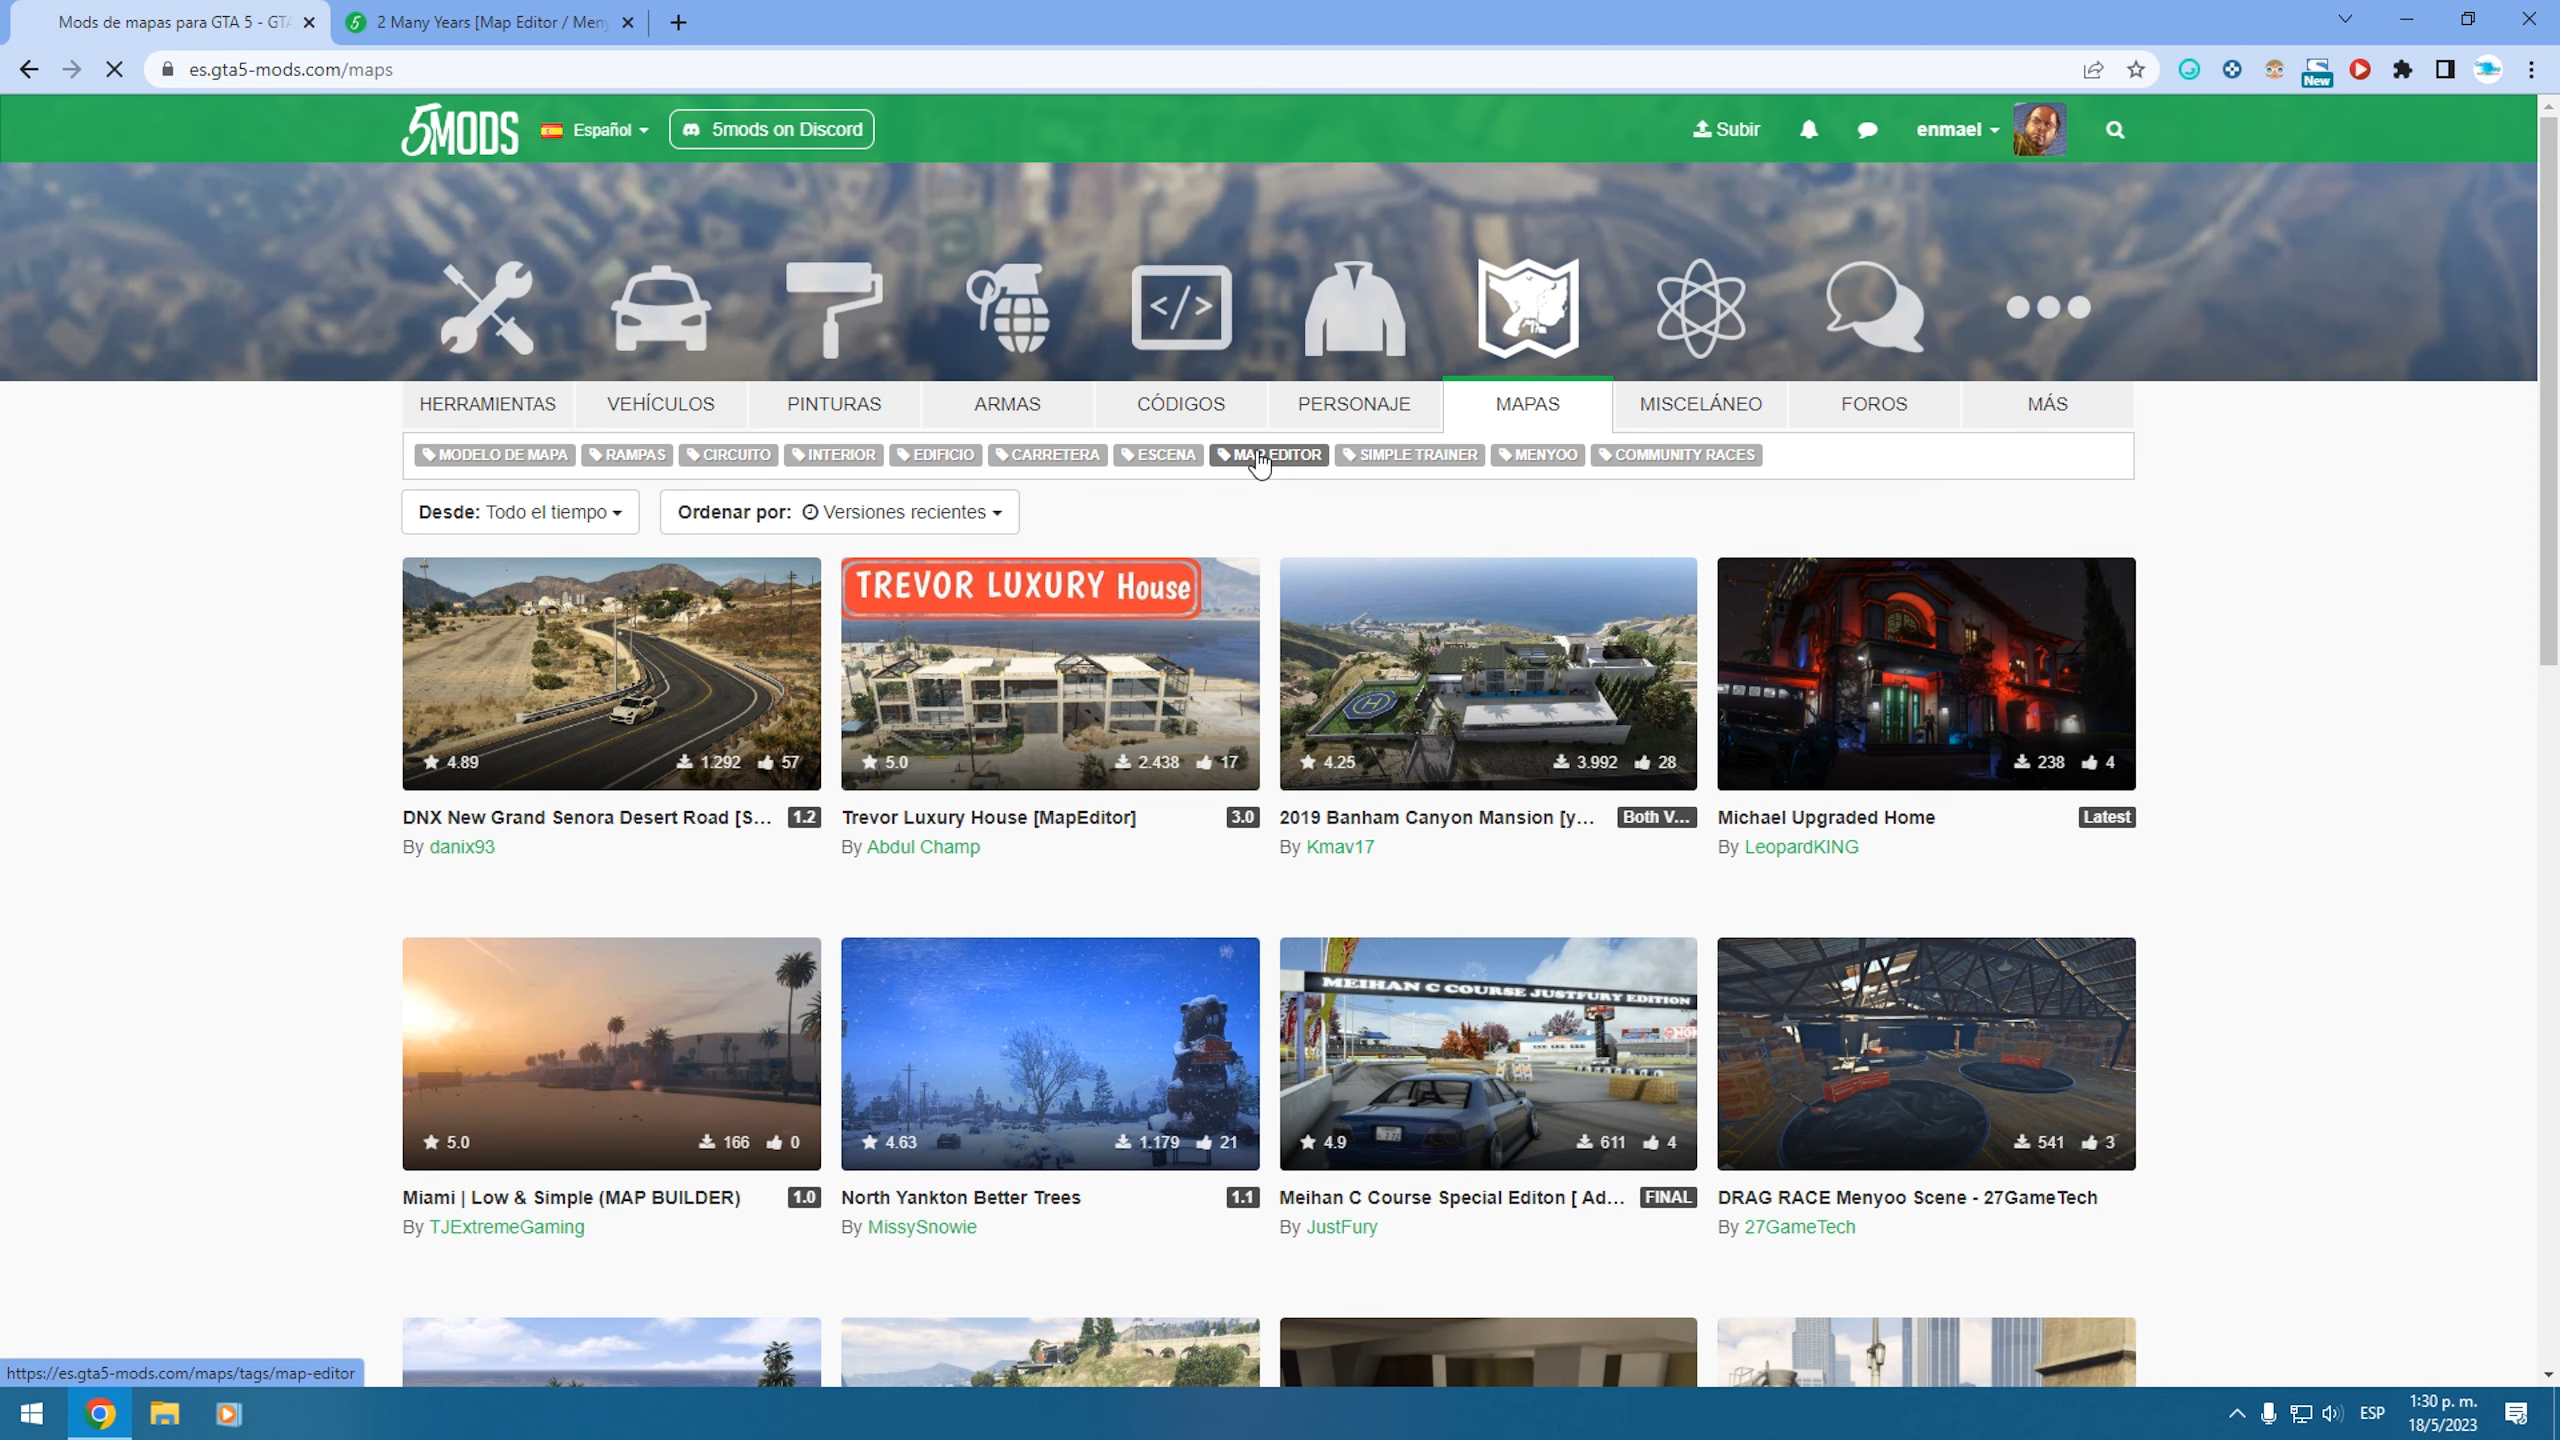 Mods de mapas para GTA 5 - GTA
2 Many Years [Map Editor / Meny
es.gta5-mods.com/maps
New
5MODS
Español
5mods on Discord
Subir
enmael
HERRAMIENTAS
VEHÍCULOS
PINTURAS
ARMAS
CÓDIGOS
PERSONAJE
MAPAS
MISCELÁNEO
FOROS
MÁS
MODELO DE MAPA
RAMPAS
CIRCUITO
INTERIOR
EDIFICIO
CARRETERA
ESCENA
MAP EDITOR
SIMPLE TRAINER
MENYOO
COMMUNITY RACES
Desde: Todo el tiempo
Ordenar por: Versiones recientes
4.89 1.292 57
DNX New Grand Senora Desert Road [S... 1.2
By danix93
TREVOR LUXURY House
5.0 2.438 17
Trevor Luxury House [MapEditor] 3.0
By Abdul Champ
4.25 3.992 28
2019 Banham Canyon Mansion [y... Both V...
By Kmav17
238 4
Michael Upgraded Home Latest
By LeopardKING
5.0 166 0
Miami | Low & Simple (MAP BUILDER) 1.0
By TJExtremeGaming
4.63 1.179 21
North Yankton Better Trees 1.1
By MissySnowie
MEIHAN C COURSE JUSTFURY EDITION
4.9 611 4
Meihan C Course Special Editon [ Ad... FINAL
By JustFury
541 3
DRAG RACE Menyoo Scene - 27GameTech
By 27GameTech
https://es.gta5-mods.com/maps/tags/map-editor
ESP
1:30 p. m.
18/5/2023